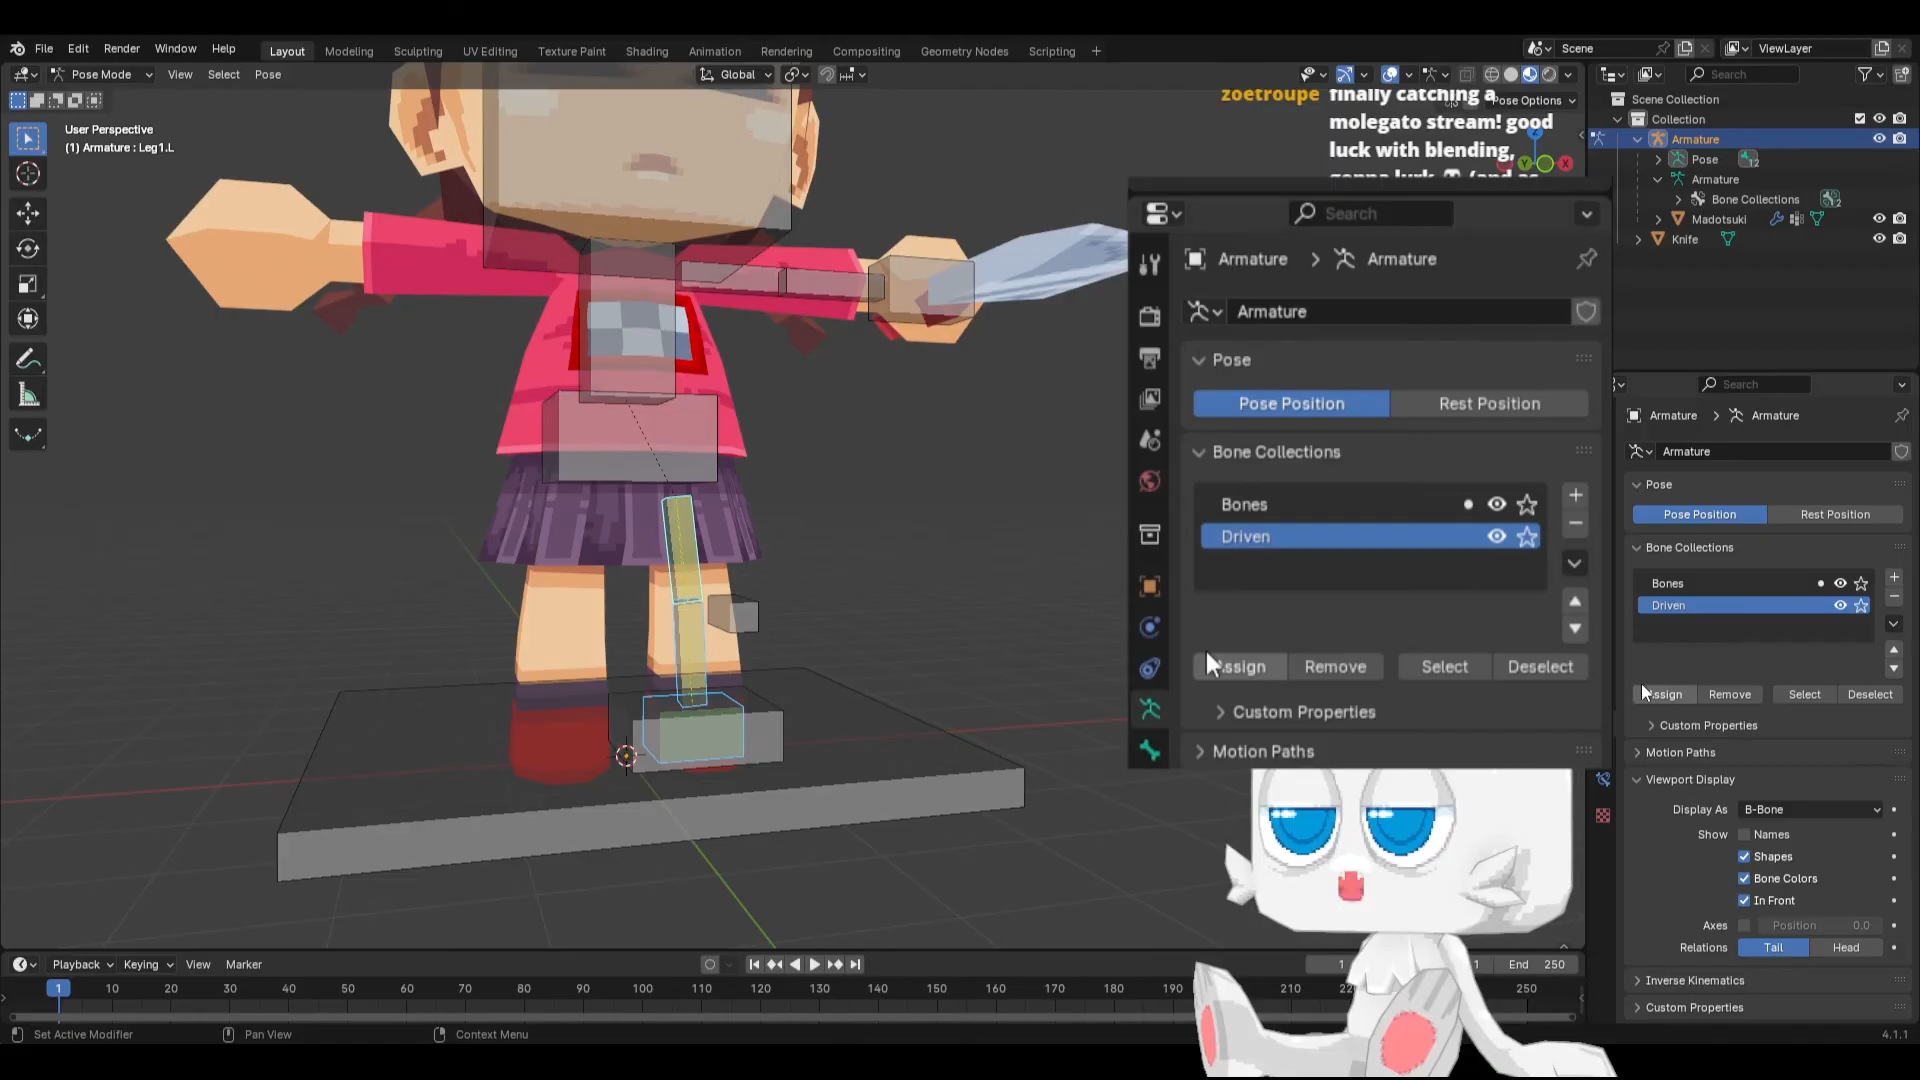 File Edit Render Window Help Layout Modeling Sculpting UV Editing Texture Paint Shading Animation Rendering Compositing Geometry Nodes Scripting + Scene ViewLayer
Pose Mode View Select Pose Global Search
Pose Options
zoetroupe finally catching a
molegato stream! good
luck with blending,
User Perspective
(1) Armature : Leg1.L
Scene Collection
Collection
Armature
Pose 12
Armature
Bone Collections 2
Madotsuki
Knife
Search
Armature > Armature
Armature
Pose
Pose Position Rest Position
Bone Collections
Bones
Driven
Assign Remove Select Deselect
Custom Properties
Motion Paths
Search
Armature > Armature
Armature
Pose
Pose Position Rest Position
Bone Collections
Bones
Driven
Remove Select Deselect
Custom Properties
Motion Paths
Viewport Display
Display As B-Bone
Show Names
Shapes
Bone Colors
In Front
Axes Position 0.0
Relations Tail Head
Inverse Kinematics
Custom Properties
Playback Keying View Marker 1 1 End 250
1 10 20 30 40 50 60 70 80 90 100 110 120 130 140 150 160 170 180 190 210 250
Set Active Modifier Pan View Context Menu 4.1.1